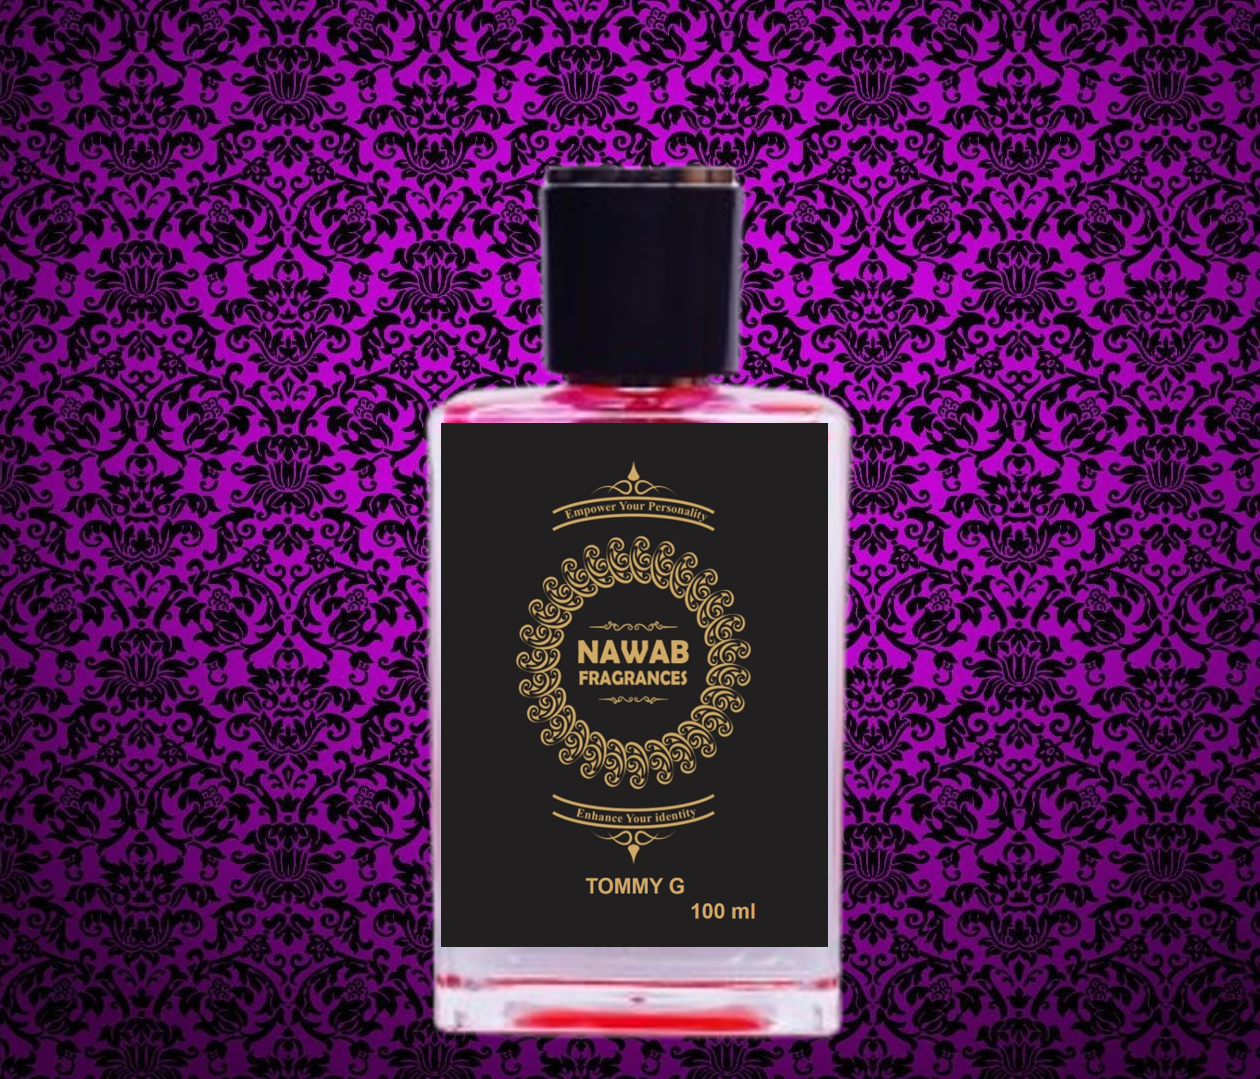 Empower Your Personality
NAWAB
FRAGRANCES
Enhance Your identity
TOMMY G
100 ml